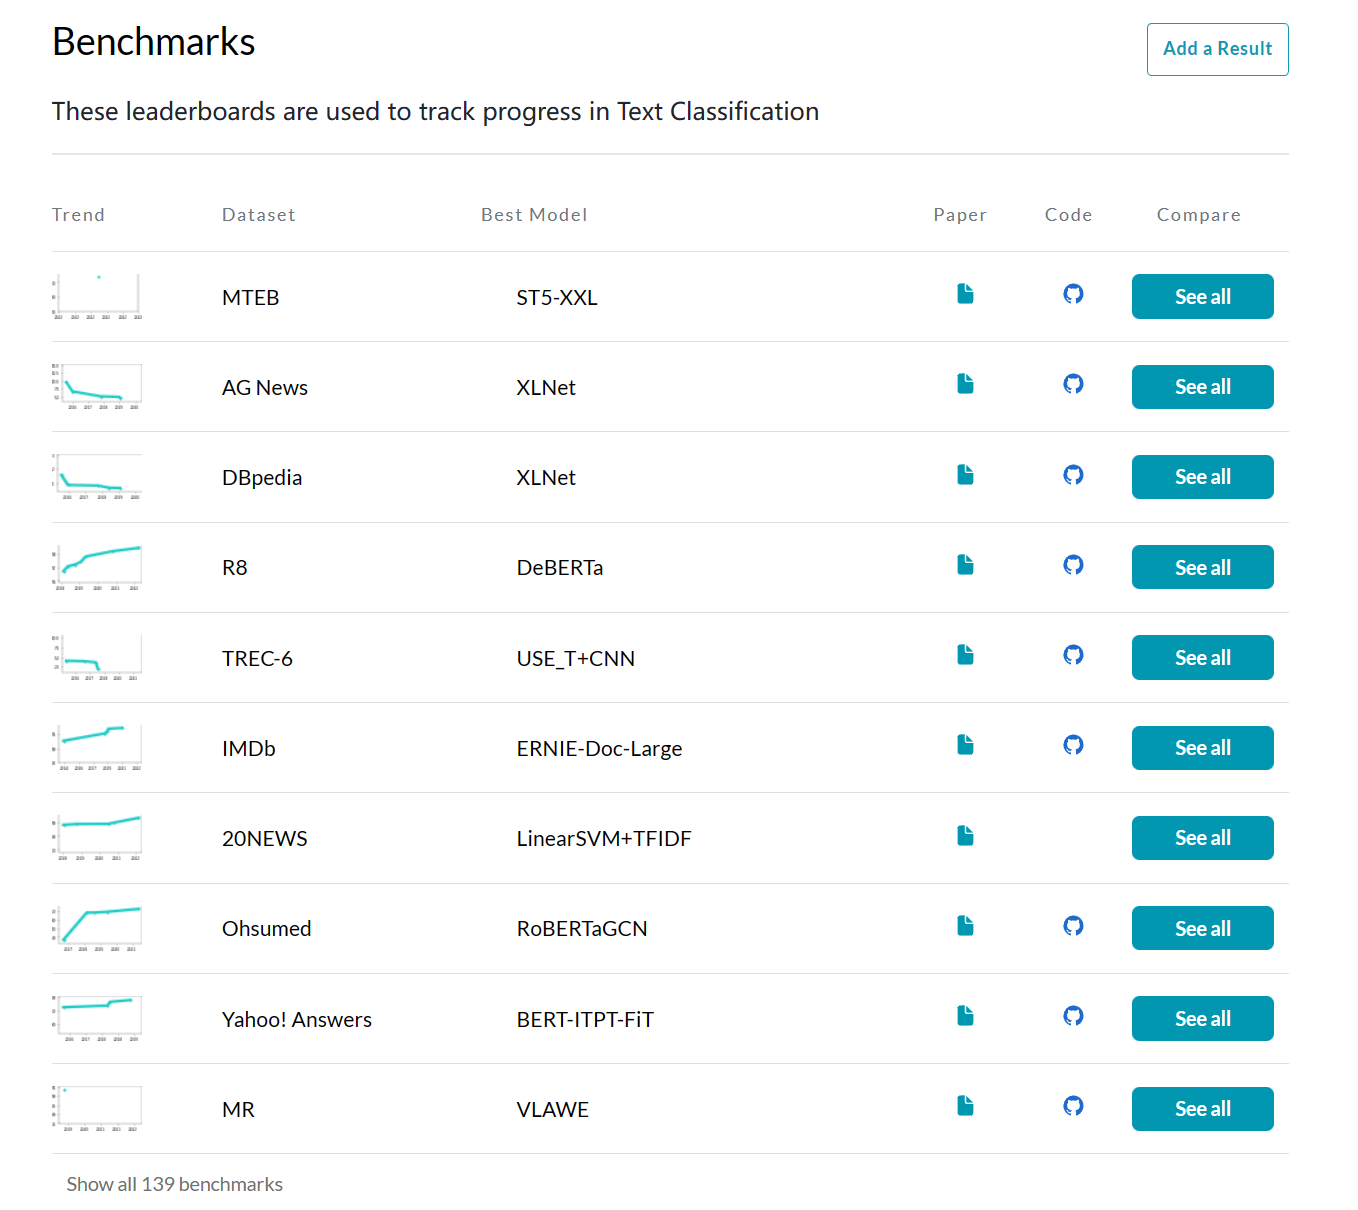 Benchmarks
Add a Result
These leaderboards are used to track progress in Text Classification
Trend Dataset Best Model Paper Code Compare
MTEB ST5-XXL See all
AG News XLNet See all
DBpedia XLNet See all
R8 DeBERTa See all
TREC-6 USE_T+CNN See all
IMDb ERNIE-Doc-Large See all
20NEWS LinearSVM+TFIDF See all
Ohsumed RoBERTaGCN See all
Yahoo! Answers BERT-ITPT-FiT See all
MR VLAWE See all
Show all 139 benchmarks